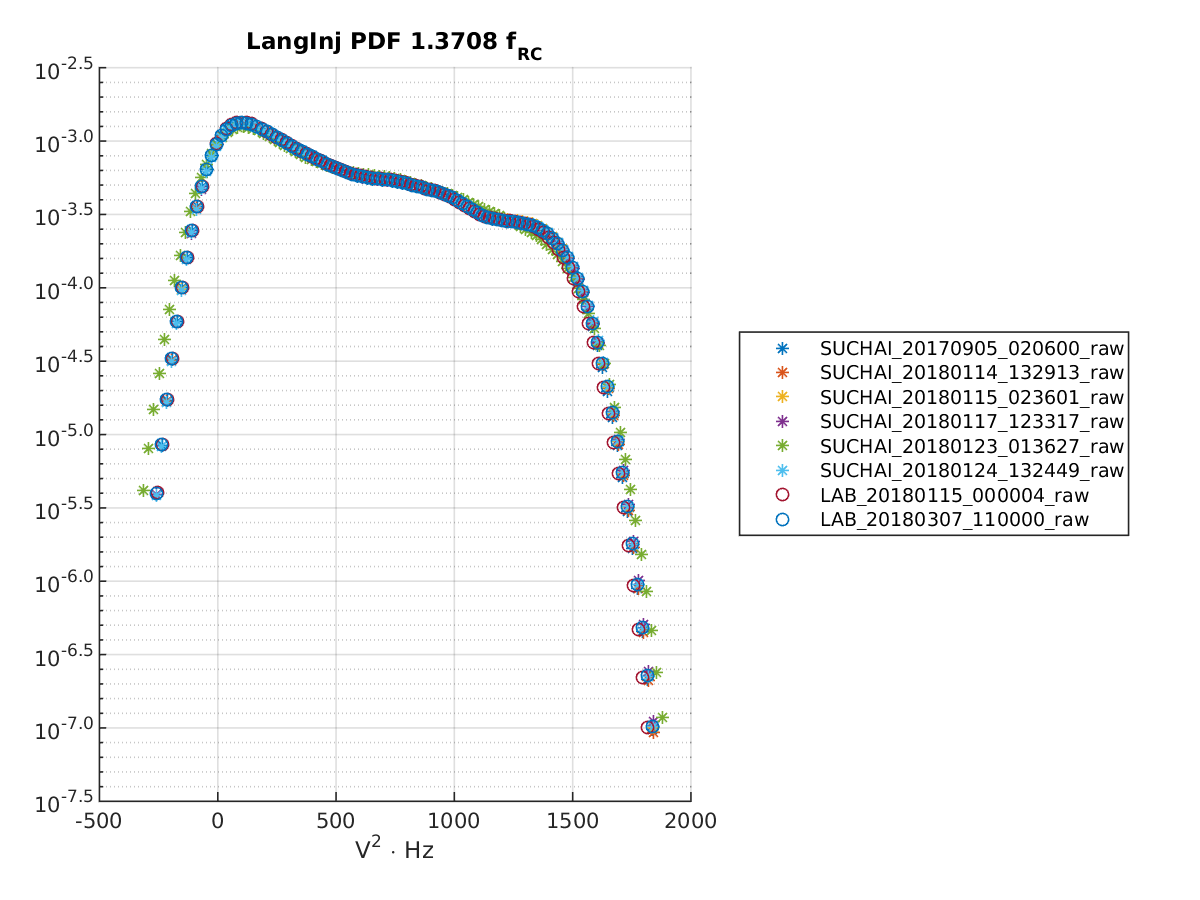 LangInj PDF 1.3708 f_RC
10^-2.5
10^-3.0
10^-3.5
10^-4.0
10^-4.5
10^-5.0
10^-5.5
10^-6.0
10^-6.5
10^-7.0
10^-7.5
-500 0 500 1000 1500 2000
V^2 · Hz
SUCHAI_20170905_020600_raw
SUCHAI_20180114_132913_raw
SUCHAI_20180115_023601_raw
SUCHAI_20180117_123317_raw
SUCHAI_20180123_013627_raw
SUCHAI_20180124_132449_raw
LAB_20180115_000004_raw
LAB_20180307_110000_raw